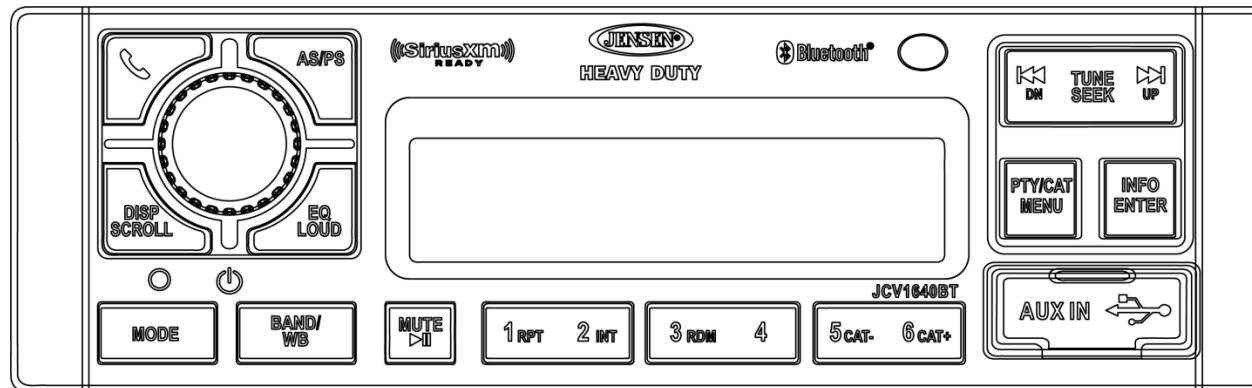 AS/PS
DISP
SCROLL
EQ
LOUD
((SiriusXM))
READY
JENSEN®
HEAVY DUTY
Bluetooth®
DN
TUNE
SEEK
UP
PTY/CAT
MENU
INFO
ENTER
JCV1640BT
MODE
BAND/
WB
MUTE
1 RPT 2 INT
3 RDM 4
5 CAT- 6 CAT+
AUX IN